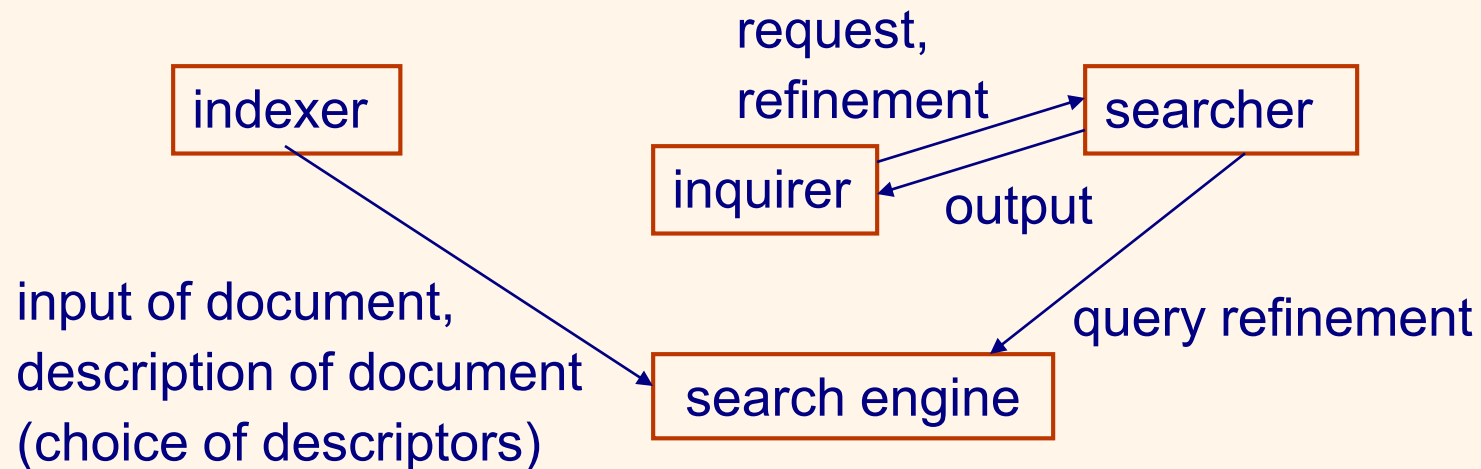 request,
refinement
indexer
searcher
inquirer
output
input of document,
description of document
(choice of descriptors)
query refinement
search engine